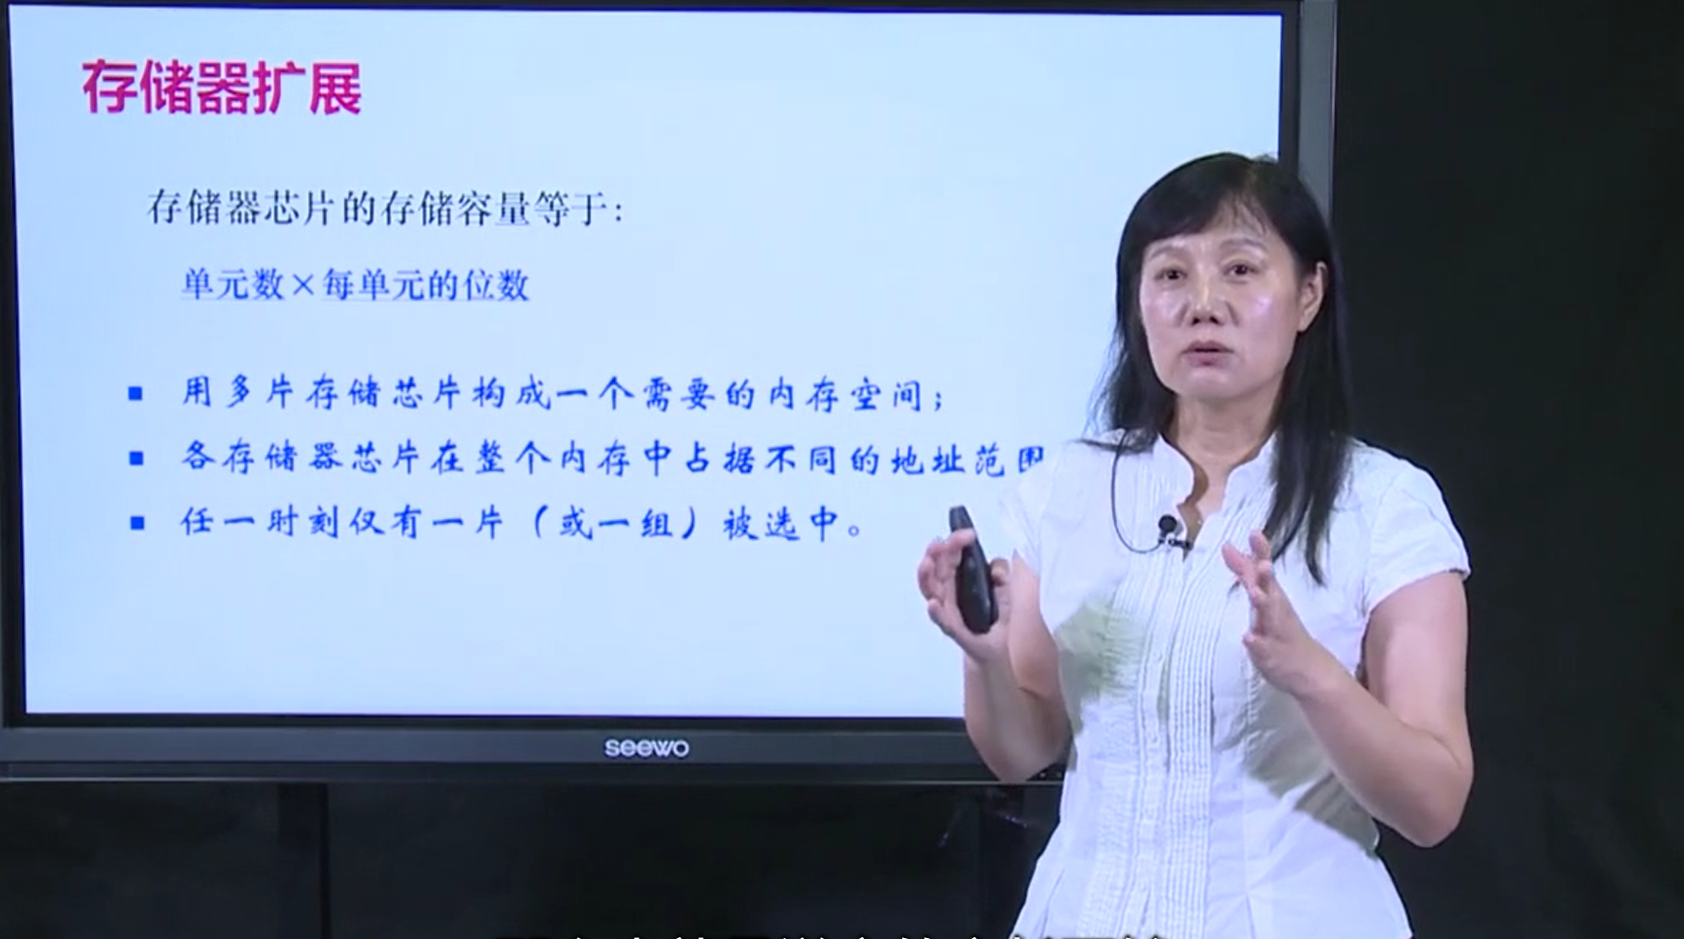 存储器扩展
存储器芯片的存储容量等于：
单元数×每单元的位数
■ 用多片存储芯片构成一个需要的内存空间；
■ 各存储器芯片在整个内存中占据不同的地址范围
■ 任一时刻仅有一片（或一组）被选中。
seewo